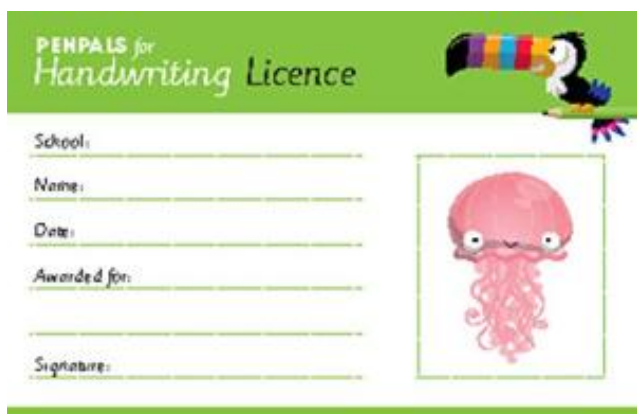 PENPALS for
Handwriting Licence
School:
Name:
Date:
Awarded for:
Signature: